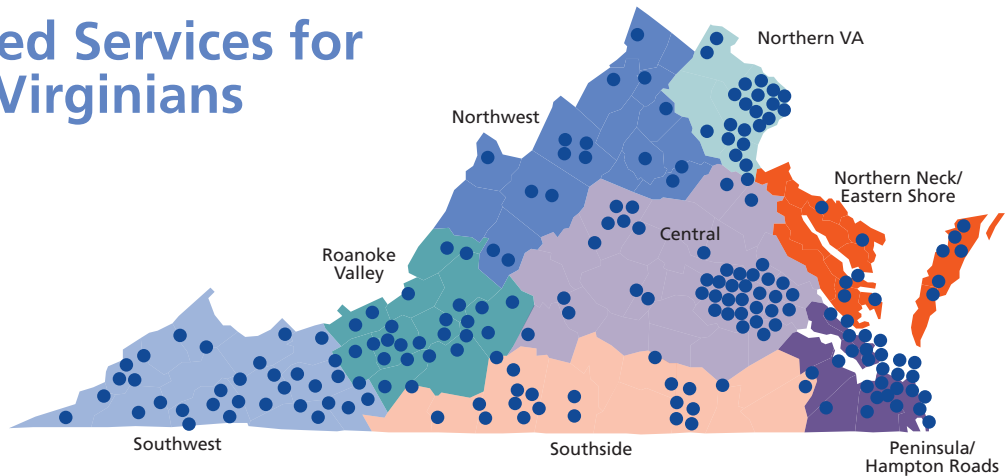 ed Services for
Virginians
Northern VA
Northwest
Northern Neck/
Eastern Shore
Central
Roanoke
Valley
Southwest
Southside
Peninsula/
Hampton Roads